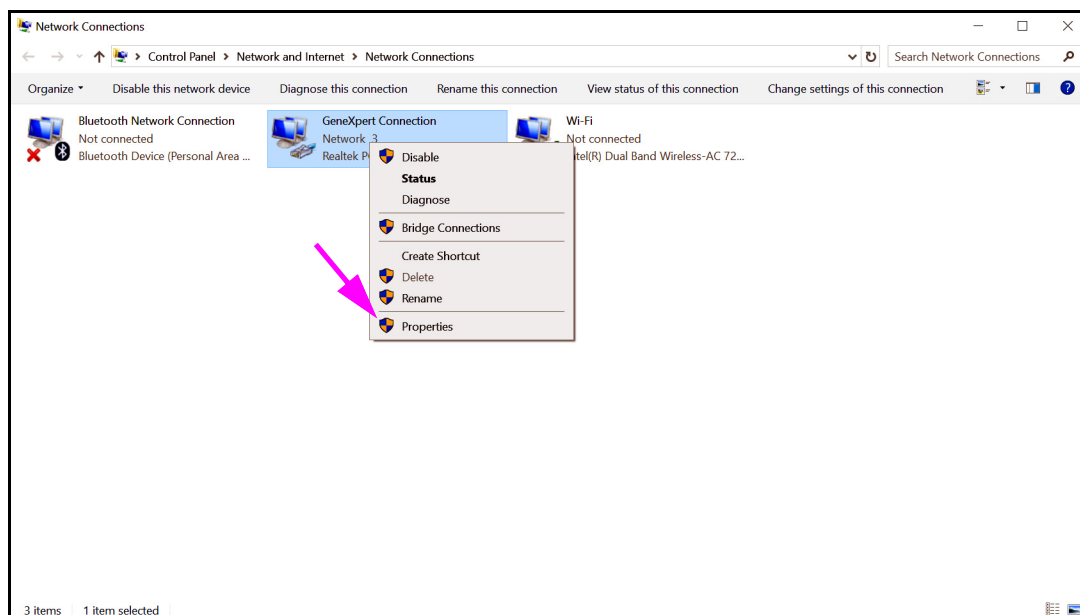 Network Connections
Control Panel > Network and Internet > Network Connections
Search Network Connections
Organize
Disable this network device
Diagnose this connection
Rename this connection
View status of this connection
Change settings of this connection
Bluetooth Network Connection
Not connected
Bluetooth Device (Personal Area ...
GeneXpert Connection
Network 3
Realtek
Wi-Fi
Not connected
Dual Band Wireless-AC 72...
Disable
Status
Diagnose
Bridge Connections
Create Shortcut
Delete
Rename
Properties
3 items
1 item selected